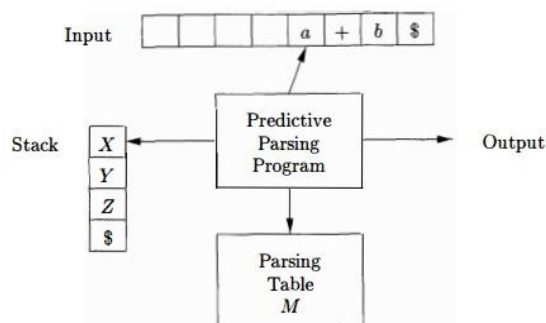 Input a + b $
Predictive
Parsing
Program
Stack
X
Y
Z
$
Output
Parsing
Table
M